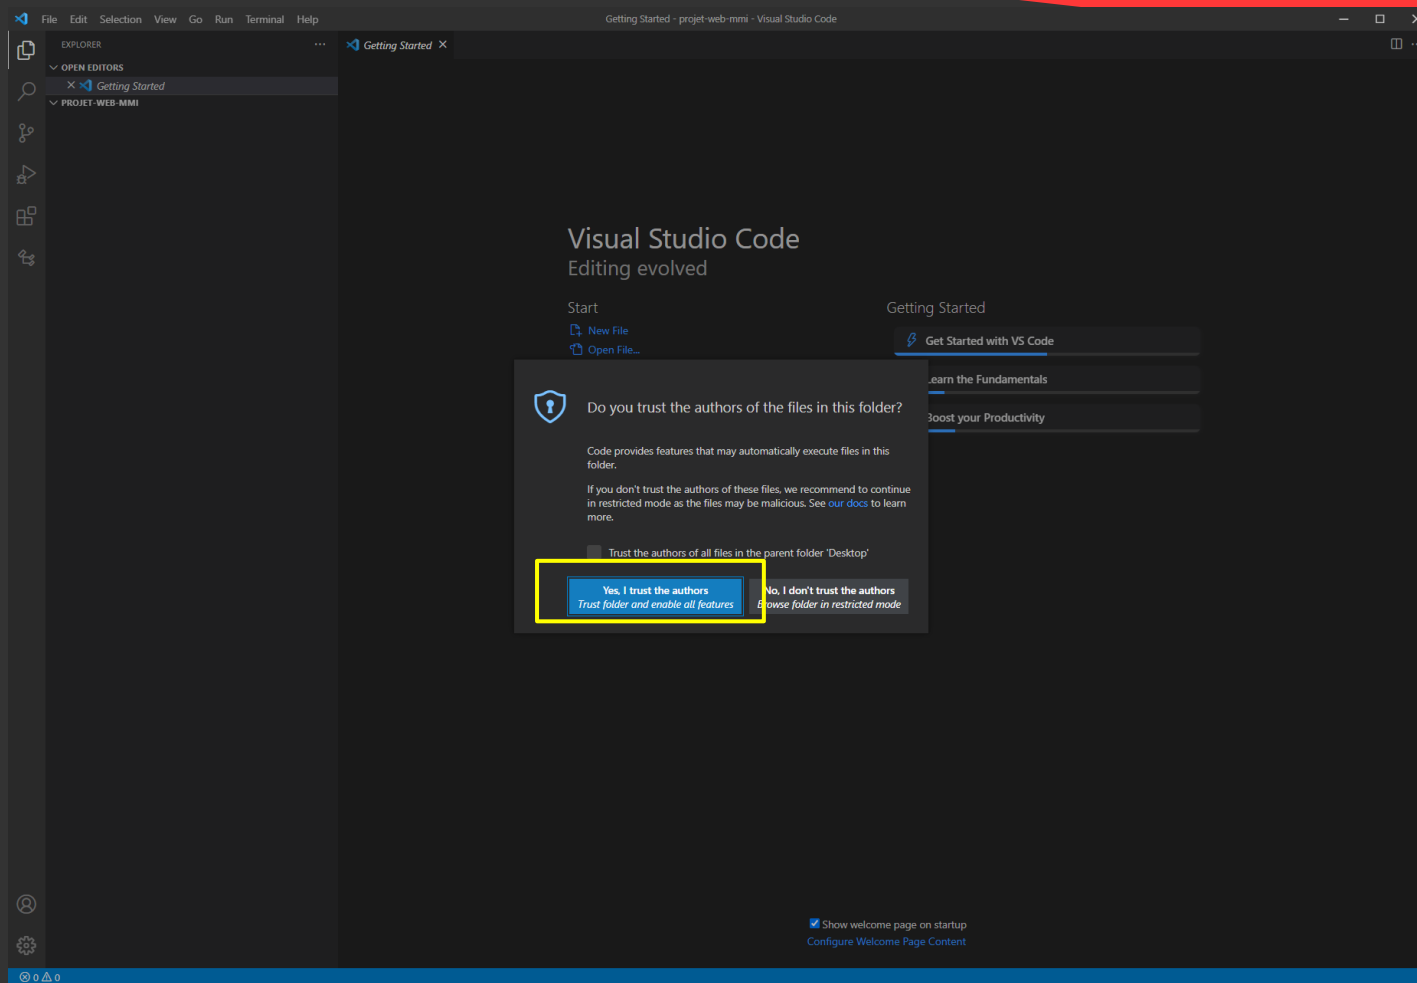 File Edit Selection View Go Run Terminal Help
Getting Started - projet-web-mmi - Visual Studio Code
EXPLORER
Getting Started
OPEN EDITORS
Getting Started
PROJET-WEB-MMI
Visual Studio Code
Editing evolved
Start
New File
Open File...
Getting Started
Get Started with VS Code
Learn the Fundamentals
Boost your Productivity
Do you trust the authors of the files in this folder?
Code provides features that may automatically execute files in this
folder.
If you don't trust the authors of these files, we recommend to continue
in restricted mode as the files may be malicious. See our docs to learn
more.
Trust the authors of all files in the parent folder 'Desktop'
Yes, I trust the authors
Trust folder and enable all features
No, I don't trust the authors
Browse folder in restricted mode
Show welcome page on startup
Configure Welcome Page Content
0 0